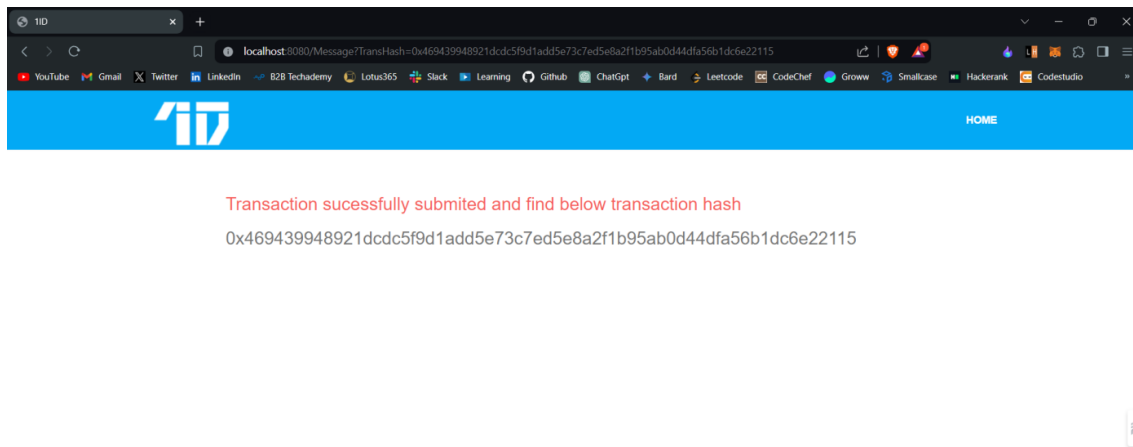 1ID
localhost:8080/Message?TransHash=0x469439948921dcdc5f9d1add5e73c7ed5e8a2f1b95ab0d44dfa56b1dc6e22115
YouTube Gmail Twitter LinkedIn B2B Techademy Lotus365 Slack Learning Github ChatGpt Bard Leetcode CodeChef Groww Smallcase Hackerank Codestudio
1ID HOME
Transaction sucessfully submited and find below transaction hash
0x469439948921dcdc5f9d1add5e73c7ed5e8a2f1b95ab0d44dfa56b1dc6e22115